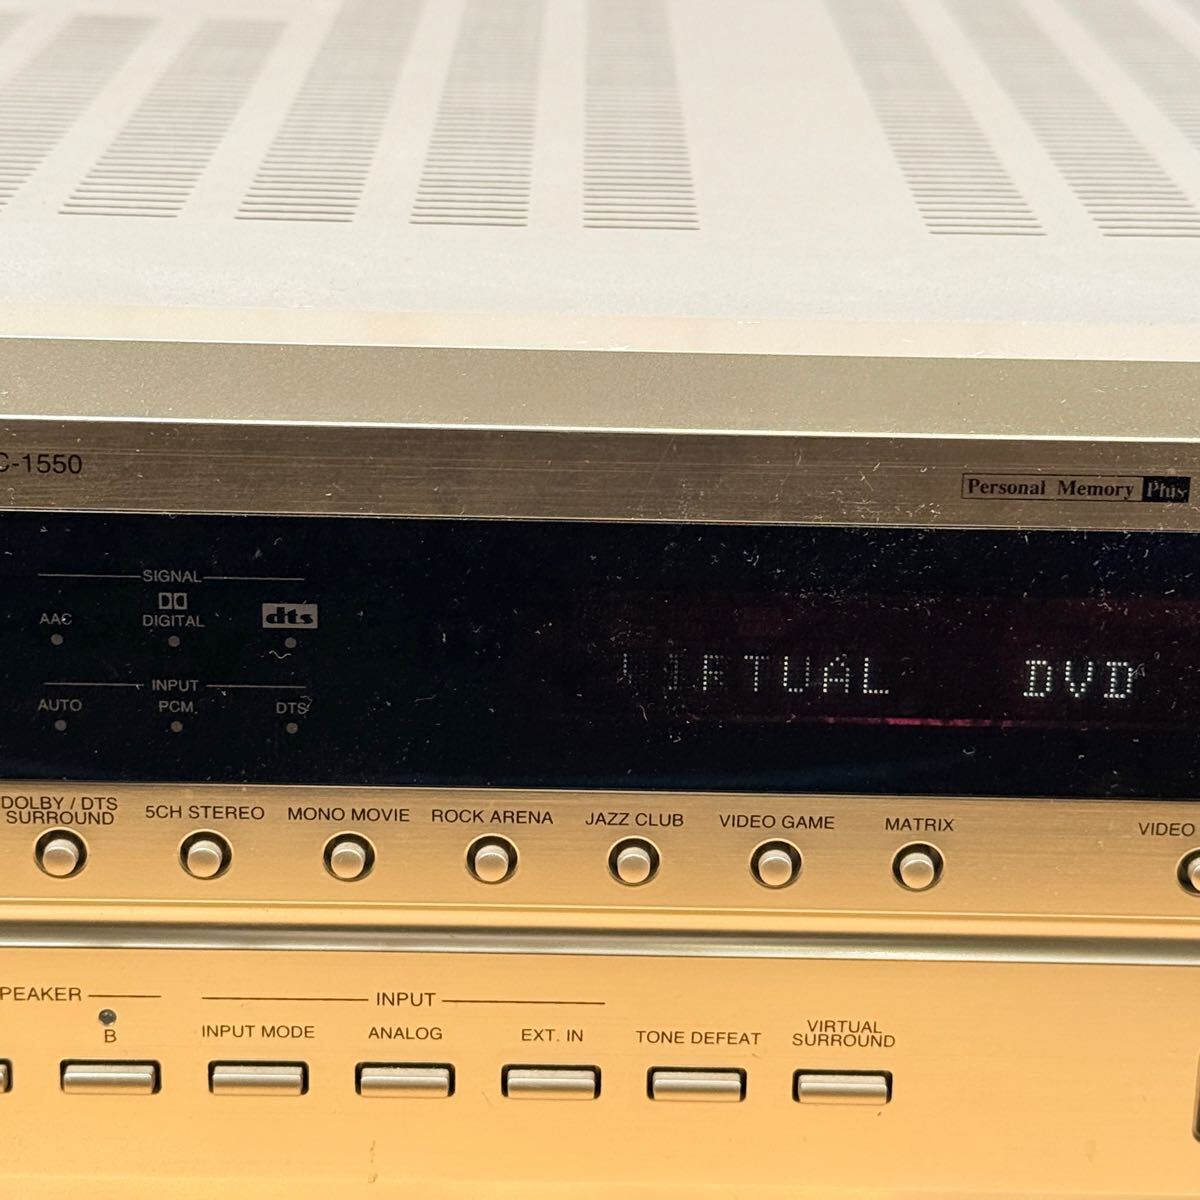 C-1550
Personal Memory Plus
SIGNAL
AAC
DIGITAL
dts
INPUT
AUTO
PCM
DTS
VIRTUAL DVD
DOLBY / DTS
SURROUND
5CH STEREO
MONO MOVIE
ROCK ARENA
JAZZ CLUB
VIDEO GAME
MATRIX
VIDEO
PEAKER
B
INPUT
INPUT MODE
ANALOG
EXT. IN
TONE DEFEAT
VIRTUAL
SURROUND